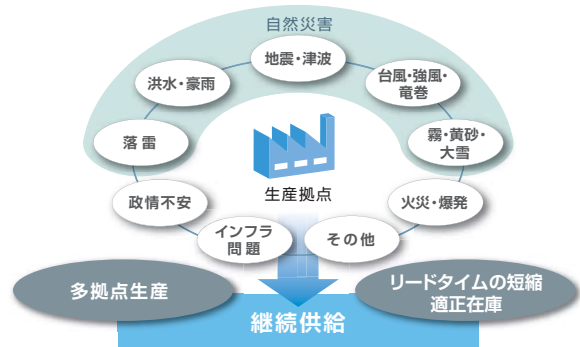 自然災害
地震・津波
洪水・豪雨
台風・強風・
竜巻
落雷
霧・黄砂・
大雪
生産拠点
政情不安
火災・爆発
インフラ
問題
その他
多拠点生産
リードタイムの短縮
適正在庫
継続供給